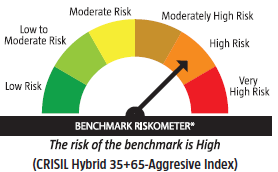 Moderate Risk
Moderately High Risk
Low to
Moderate Risk
High Risk
Low Risk
Very
High Risk
BENCHMARK RISKOMETER*
The risk of the benchmark is High
(CRISIL Hybrid 35+65-Aggresive Index)